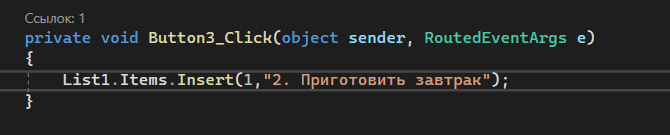 Ссылок: 1
private void Button3_Click(object sender, RoutedEventArgs e)
{
List1.Items.Insert(1,"2. Приготовить завтрак");
}